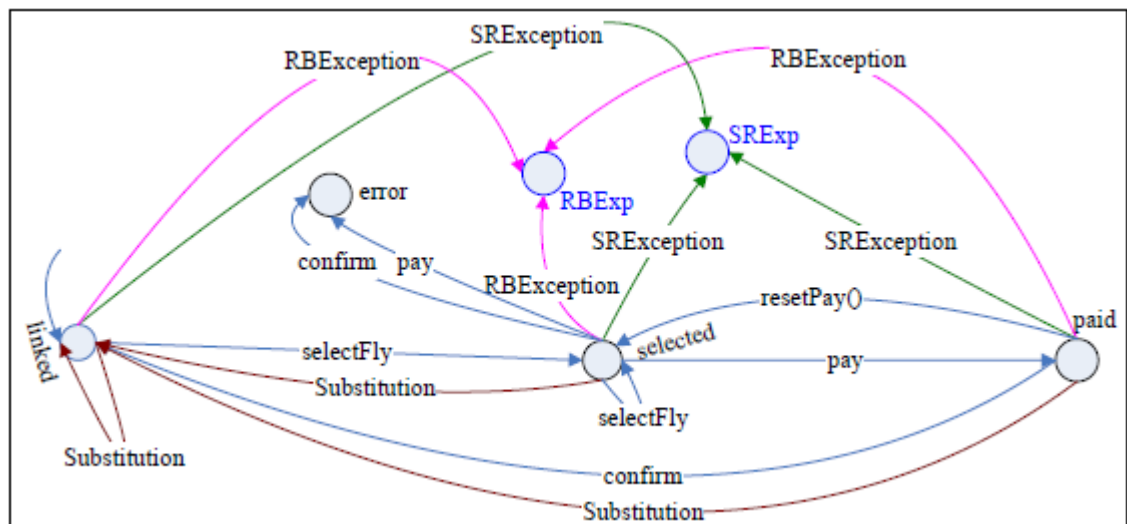 SRException
RBException
RBException
SRExp
error
RBExp
SRException
SRException
confirm
pay
RBException
resetPay()
paid
linked
selectFly
selected
pay
Substitution
selectFly
Substitution
confirm
Substitution